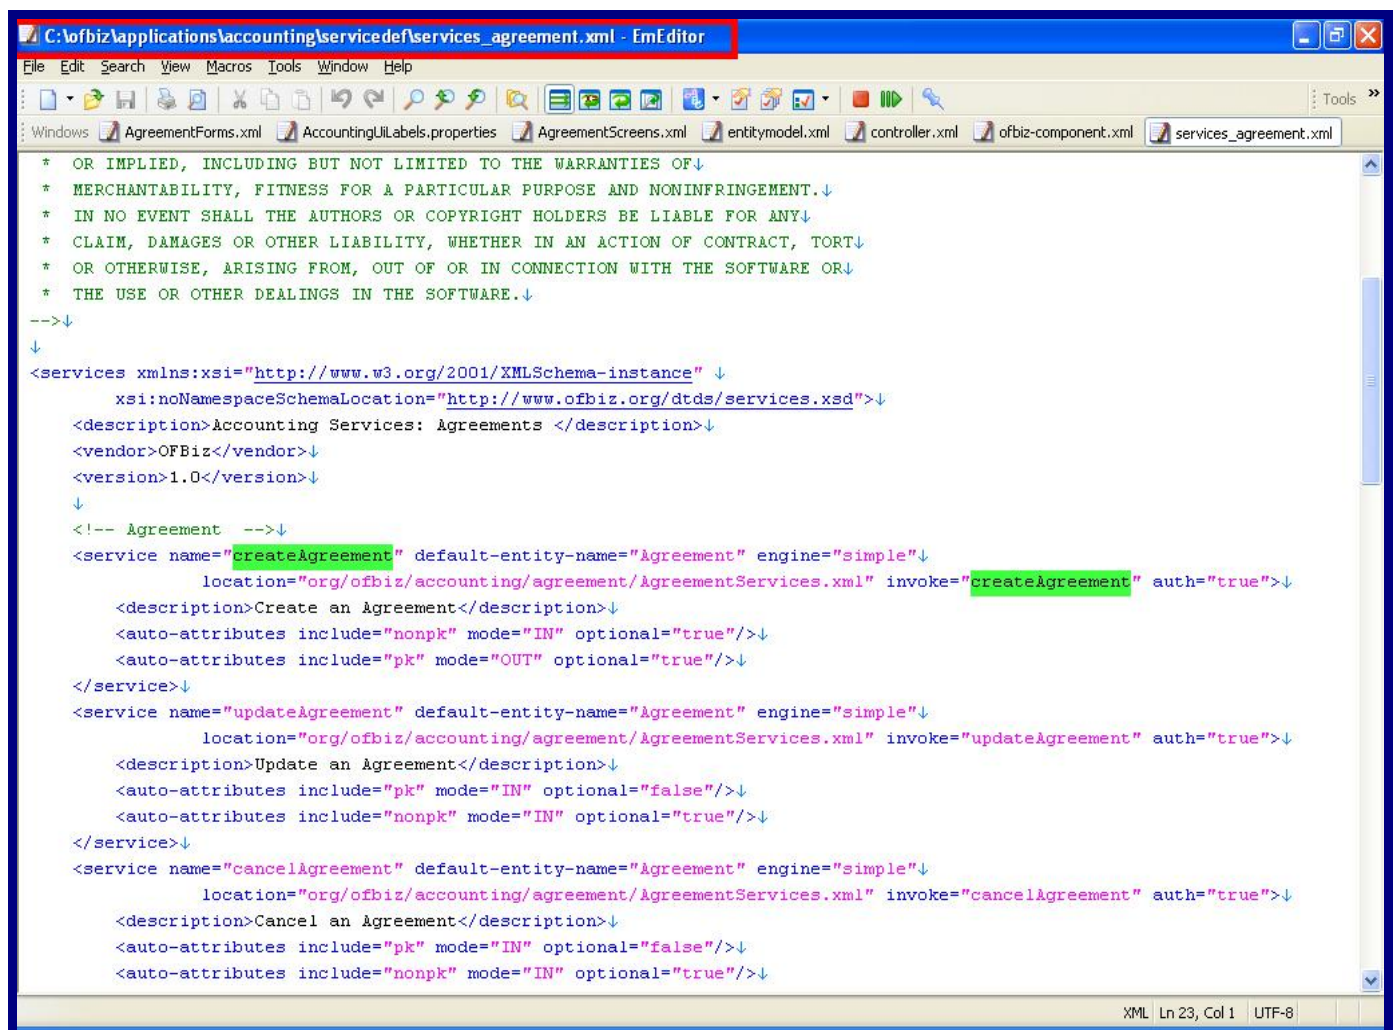 C:\ofbiz\applications\accounting\servicedef\services_agreement.xml - EmEditor
File Edit Search View Macros Tools Window Help
Tools »
Windows AgreementForms.xml AccountingUiLabels.properties AgreementScreens.xml entitymodel.xml controller.xml ofbiz-component.xml services_agreement.xml
 *  OR IMPLIED, INCLUDING BUT NOT LIMITED TO THE WARRANTIES OF↓
 *  MERCHANTABILITY, FITNESS FOR A PARTICULAR PURPOSE AND NONINFRINGEMENT.↓
 *  IN NO EVENT SHALL THE AUTHORS OR COPYRIGHT HOLDERS BE LIABLE FOR ANY↓
 *  CLAIM, DAMAGES OR OTHER LIABILITY, WHETHER IN AN ACTION OF CONTRACT, TORT↓
 *  OR OTHERWISE, ARISING FROM, OUT OF OR IN CONNECTION WITH THE SOFTWARE OR↓
 *  THE USE OR OTHER DEALINGS IN THE SOFTWARE.↓
-->↓
↓
<services xmlns:xsi="http://www.w3.org/2001/XMLSchema-instance" ↓
        xsi:noNamespaceSchemaLocation="http://www.ofbiz.org/dtds/services.xsd">↓
    <description>Accounting Services: Agreements </description>↓
    <vendor>OFBiz</vendor>↓
    <version>1.0</version>↓
    ↓
    <!-- Agreement  -->↓
    <service name="createAgreement" default-entity-name="Agreement" engine="simple"↓
                location="org/ofbiz/accounting/agreement/AgreementServices.xml" invoke="createAgreement" auth="true">↓
        <description>Create an Agreement</description>↓
        <auto-attributes include="nonpk" mode="IN" optional="true"/>↓
        <auto-attributes include="pk" mode="OUT" optional="true"/>↓
    </service>↓
    <service name="updateAgreement" default-entity-name="Agreement" engine="simple"↓
                location="org/ofbiz/accounting/agreement/AgreementServices.xml" invoke="updateAgreement" auth="true">↓
        <description>Update an Agreement</description>↓
        <auto-attributes include="pk" mode="IN" optional="false"/>↓
        <auto-attributes include="nonpk" mode="IN" optional="true"/>↓
    </service>↓
    <service name="cancelAgreement" default-entity-name="Agreement" engine="simple"↓
                location="org/ofbiz/accounting/agreement/AgreementServices.xml" invoke="cancelAgreement" auth="true">↓
        <description>Cancel an Agreement</description>↓
        <auto-attributes include="pk" mode="IN" optional="false"/>↓
        <auto-attributes include="nonpk" mode="IN" optional="true"/>↓
XML Ln 23, Col 1 UTF-8